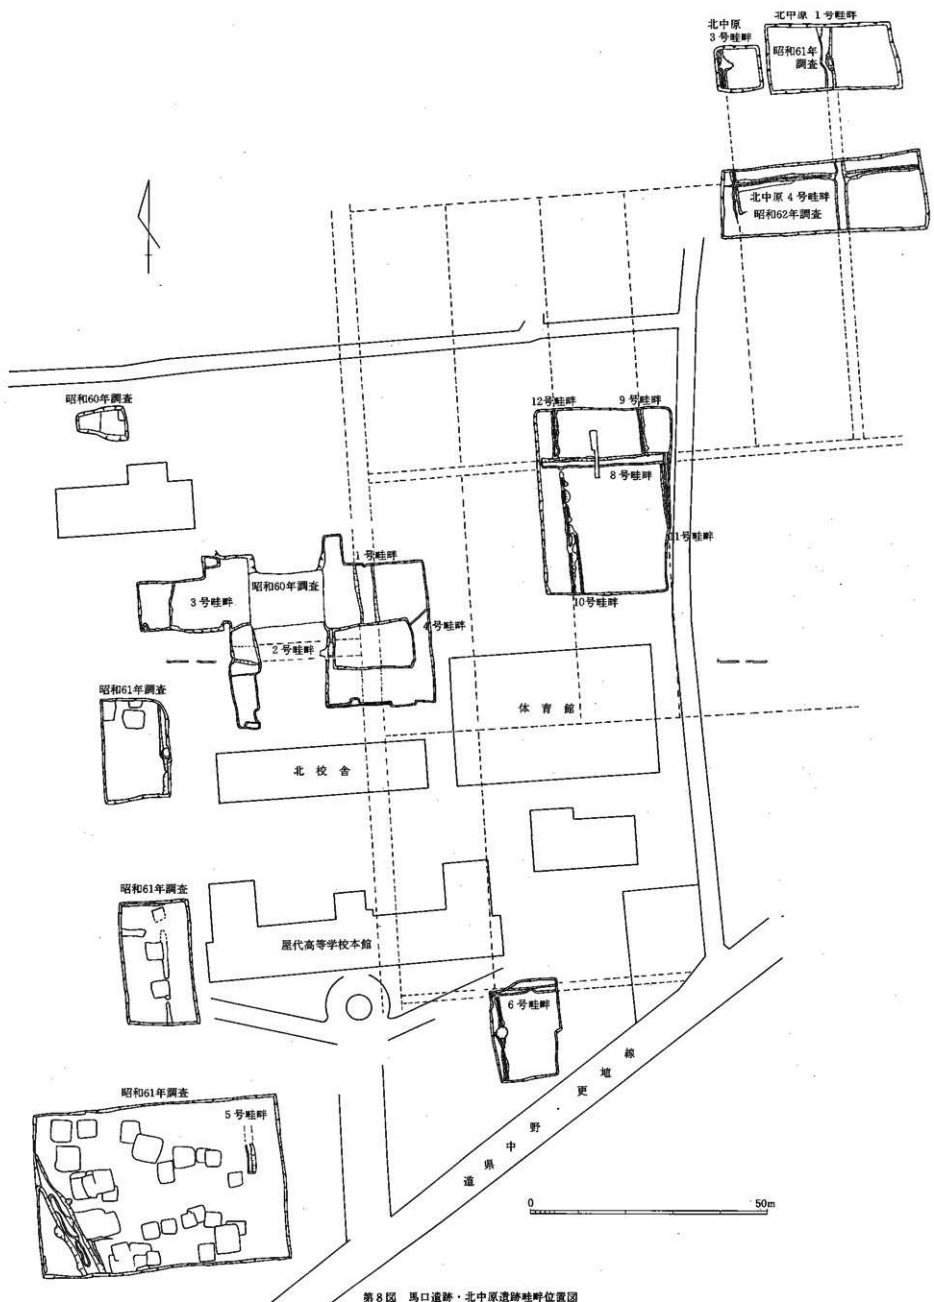 北中原
3号畦畔
北中原 1号畦畔
昭和61年
調査
北中原 4号畦畔
昭和62年調査
昭和60年調査
12号畦畔
9号畦畔
8号畦畔
11号畦畔
10号畦畔
1号畦畔
昭和60年調査
3号畦畔
4号畦畔
2号畦畔
昭和61年調査
体育館
北校舎
昭和61年調査
屋代高等学校本館
6号畦畔
昭和61年調査
5号畦畔
道県中野更埴線
0
50m
第8図 馬口遺跡・北中原遺跡畦畔位置図